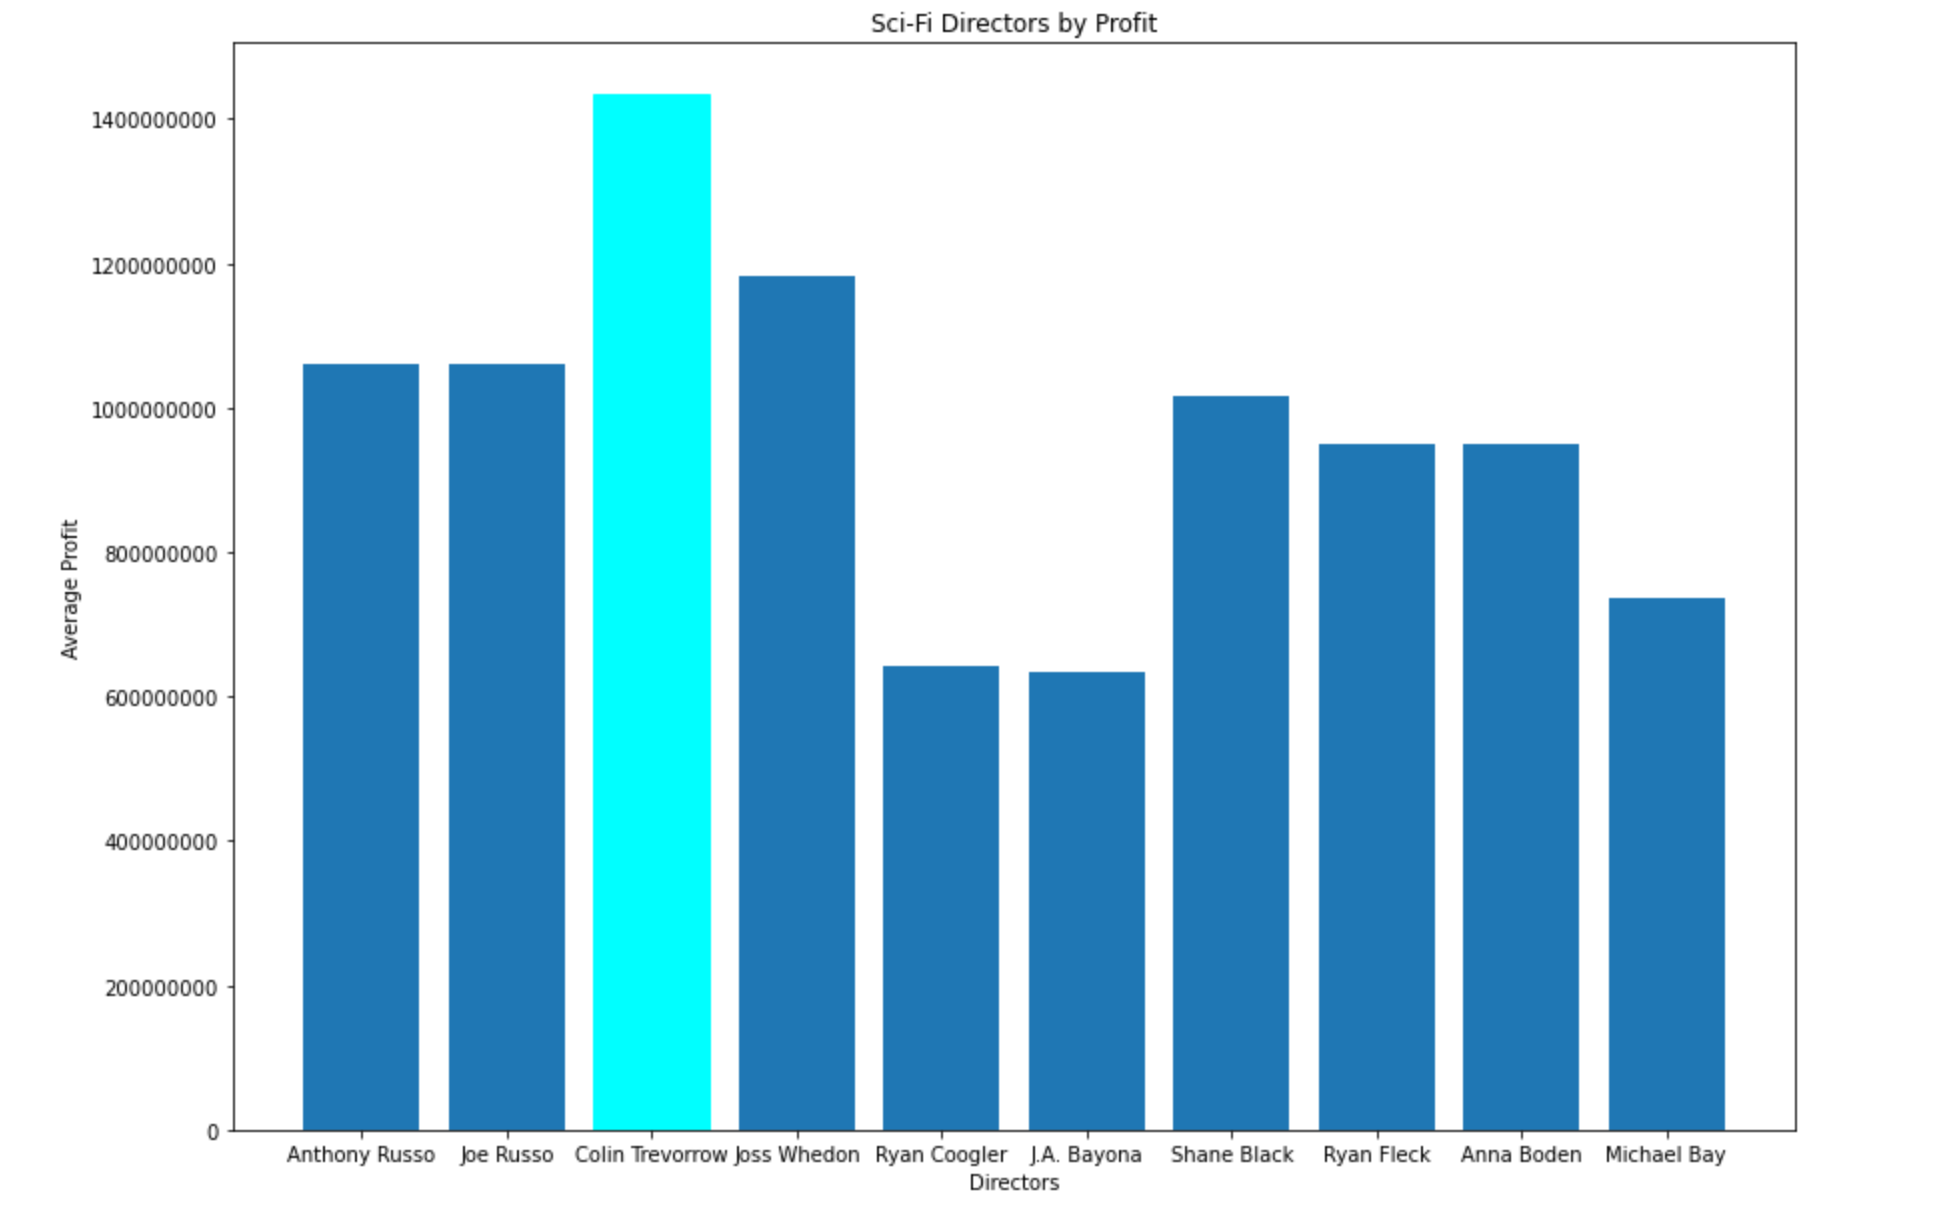 Sci-Fi Directors by Profit
1400000000
1200000000
1000000000
800000000
600000000
400000000
200000000
0
Average Profit
Anthony Russo Joe Russo Colin Trevorrow Joss Whedon Ryan Coogler J.A. Bayona Shane Black Ryan Fleck Anna Boden Michael Bay
Directors